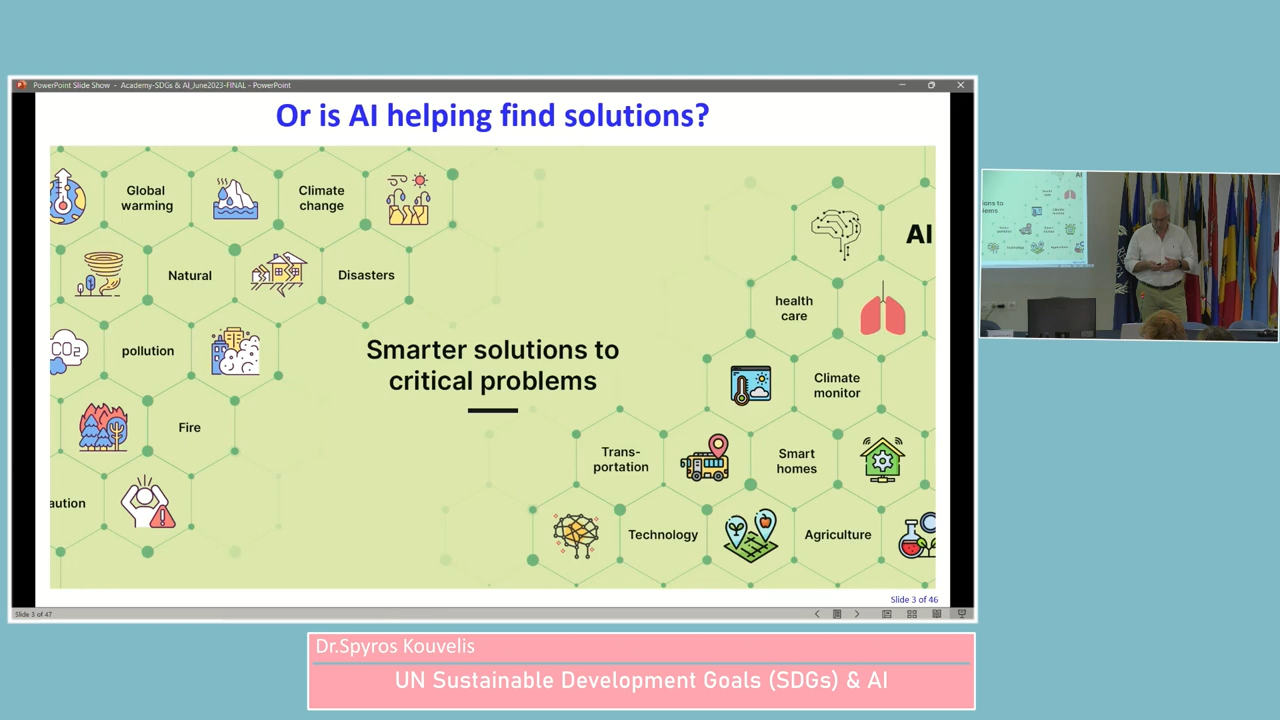 PowerPoint Slide Show - Academy-SDGs & AI_June2023-FINAL - PowerPoint
Or is AI helping find solutions?
Global
warming
Climate
change
Natural
Disasters
pollution
CO2
Fire
aution
Smarter solutions to
critical problems
AI
health
care
Climate
monitor
Trans-
portation
Smart
homes
Technology
Agriculture
Slide 3 of 46
Slide 3 of 47
Dr.Spyros Kouvelis
UN Sustainable Development Goals (SDGs) & AI